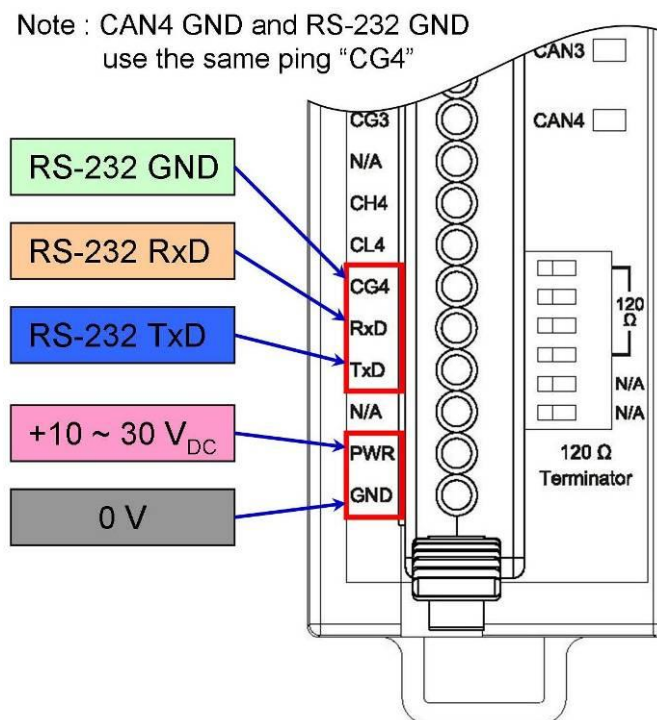 Note : CAN4 GND and RS-232 GND
use the same ping “CG4”
CAN3
CG3
CAN4
N/A
RS-232 GND
CH4
RS-232 RxD
CL4
CG4
120
Ω
RS-232 TxD
RxD
TxD
N/A
N/A
N/A
+10 ~ 30 VDC
PWR
120 Ω
Terminator
GND
0 V